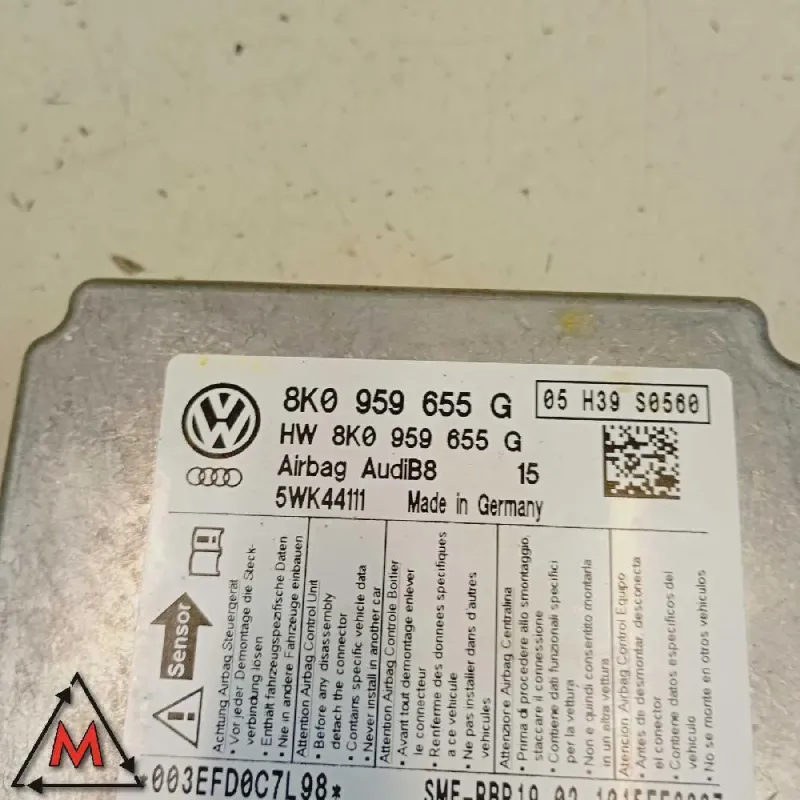 8K0 959 655 G
05 H39 S0560
HW 8K0 959 655 G
Airbag AudiB8 15
5WK44111 Made in Germany
Sensor
Achtung Airbag Steuergerät
• Vor jeder Demontage die Steck-
verbindung lösen
• Enthält fahrzeugspezifische Daten
• Nie in andere Fahrzeuge einbauen
Attention Airbag Control Unit
• Before any disassembly
detach the connector
• Contains specific vehicle data
• Never install in another car
Attention Airbag Controle Boitier
• Avant tout demontage enlever
le connecteur
• Renferme des donnees specifiques
a ce vehicule
• Ne pas installer dans d'autres
vehicules
Attenzione Airbag Centralina
• Prima di procedere allo smontaggio,
staccare il connessione
• Contiene dati funzionali specifici
per la vettura
• Non e quindi consentito montarla
in un altra vettura
Atencion Airbag Control Equipo
• Antes de desmontar, desconecta
el conector
• Contiene datos especificos del
vehiculo
• No se monte en otros vehiculos
*003EFD0C7L98*
M